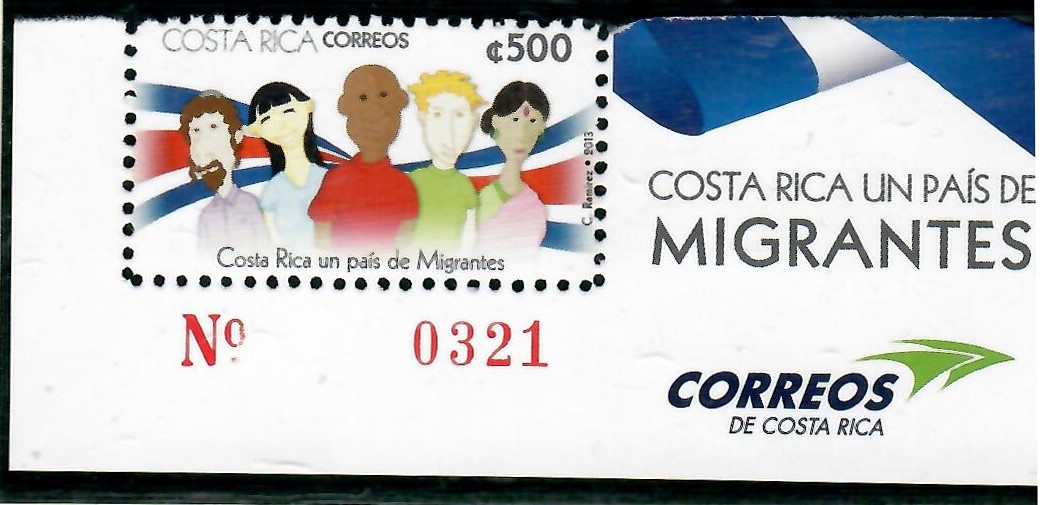 COSTA RICA CORREOS ¢500
C. Ramírez • 2013
Costa Rica un país de Migrantes
Nº 0321
COSTA RICA UN PAÍS DE
MIGRANTES
CORREOS
DE COSTA RICA